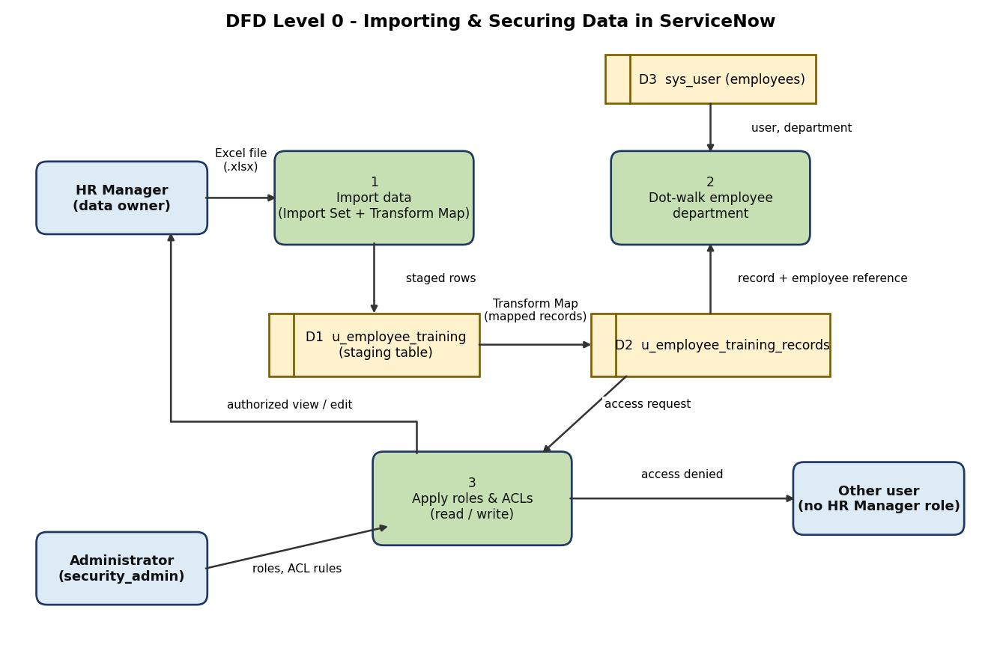 DFD Level 0 - Importing & Securing Data in ServiceNow
D3  sys_user (employees)
user, department
Excel file
(.xlsx)
HR Manager
(data owner)
1
Import data
(Import Set + Transform Map)
2
Dot-walk employee
department
staged rows
record + employee reference
Transform Map
(mapped records)
D1  u_employee_training
(staging table)
D2  u_employee_training_records
authorized view / edit
access request
3
Apply roles & ACLs
(read / write)
access denied
Other user
(no HR Manager role)
Administrator
(security_admin)
roles, ACL rules